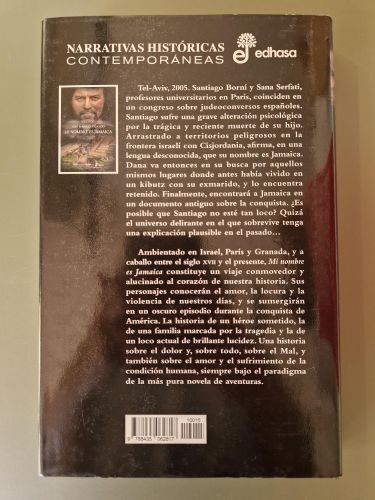 NARRATIVAS HISTÓRICAS
CONTEMPORÁNEAS
edhasa
Tel-Aviv, 2005. Santiago Borní y Sana Serfati,
profesores universitarios en París, coinciden en
un congreso sobre judeoconversos españoles.
Santiago sufre una grave alteración psicológica
por la trágica y reciente muerte de su hijo.
Arrastrado a territorios peligrosos en la
frontera israelí con Cisjordania, afirma, en una
lengua desconocida, que su nombre es Jamaica.
Dana va entonces en su busca por aquellos
mismos lugares donde antes había vivido en
un kibutz con su exmarido, y lo encuentra
retenido. Finalmente, encontrará a Jamaica en
un documento antiguo sobre la conquista. ¿Es
posible que Santiago no esté tan loco? Quizá
el universo delirante en el que sobrevive tenga
una explicación plausible en el pasado…
Ambientado en Israel, París y Granada, y a
caballo entre el siglo XVII y el presente, Mi nombre
es Jamaica constituye un viaje conmovedor y
alucinado al corazón de nuestra historia. Sus
personajes conocerán el amor, la locura y la
violencia de nuestros días, y se sumergirán
en un oscuro episodio durante la conquista de
América. La historia de un héroe sometido, la
de una familia marcada por la tragedia y la de
un loco actual de brillante lucidez. Una historia
sobre el dolor y, sobre todo, sobre el Mal, y
también sobre el amor y el sufrimiento de la
condición humana, siempre bajo el paradigma de
la más pura novela de aventuras.
10015
9 788435 062817